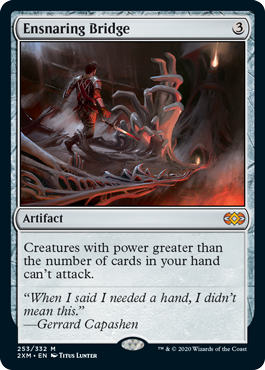 Ensnaring Bridge 3
Artifact
Creatures with power greater than
the number of cards in your hand
can't attack.
“When I said I needed a hand, I didn't
mean this.”
—Gerrard Capashen
253/332 M
2XM • EN Titus Lunter
™ & © 2020 Wizards of the Coast